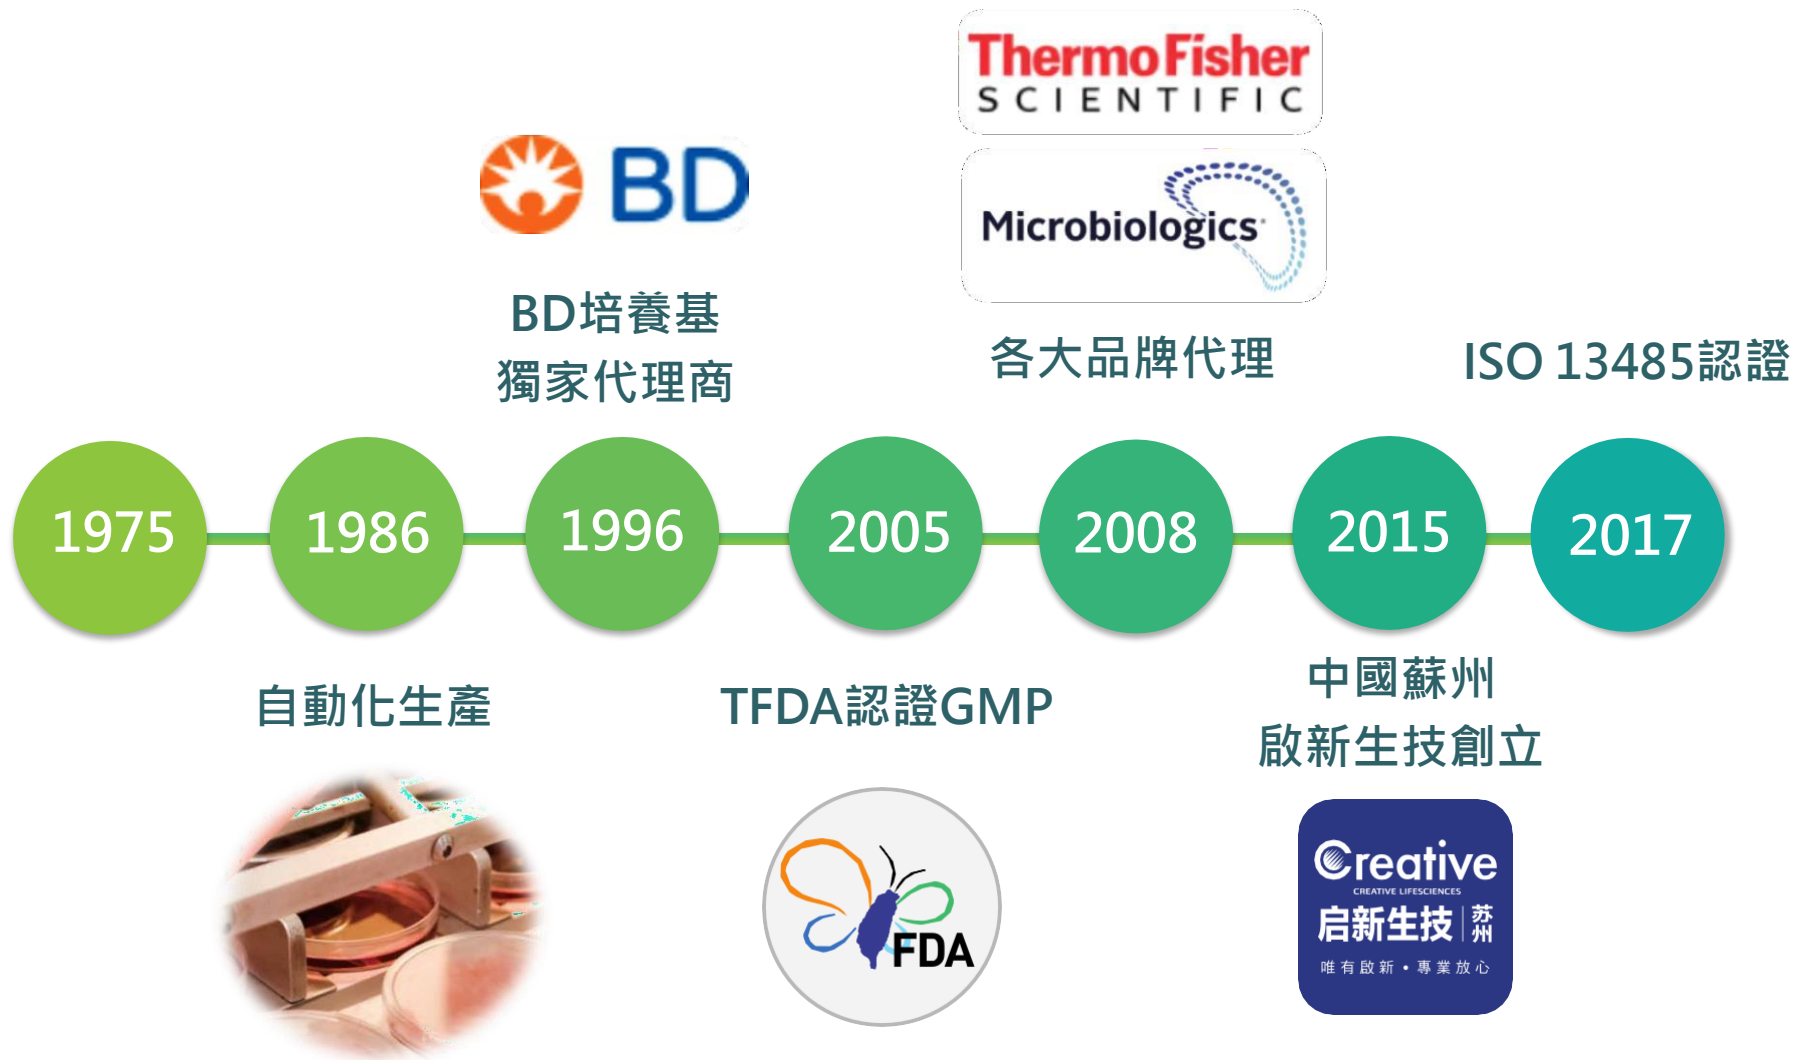 ThermoFisher
SCIENTIFIC
BD
Microbiologics
BD培養基
獨家代理商
各大品牌代理
ISO 13485認證
1975
1986
1996
2005
2008
2015
2017
自動化生產
TFDA認證GMP
中國蘇州
啟新生技創立
FDA
Creative
CREATIVE LIFESCIENCES
启新生技 苏州
唯有啟新・專業放心